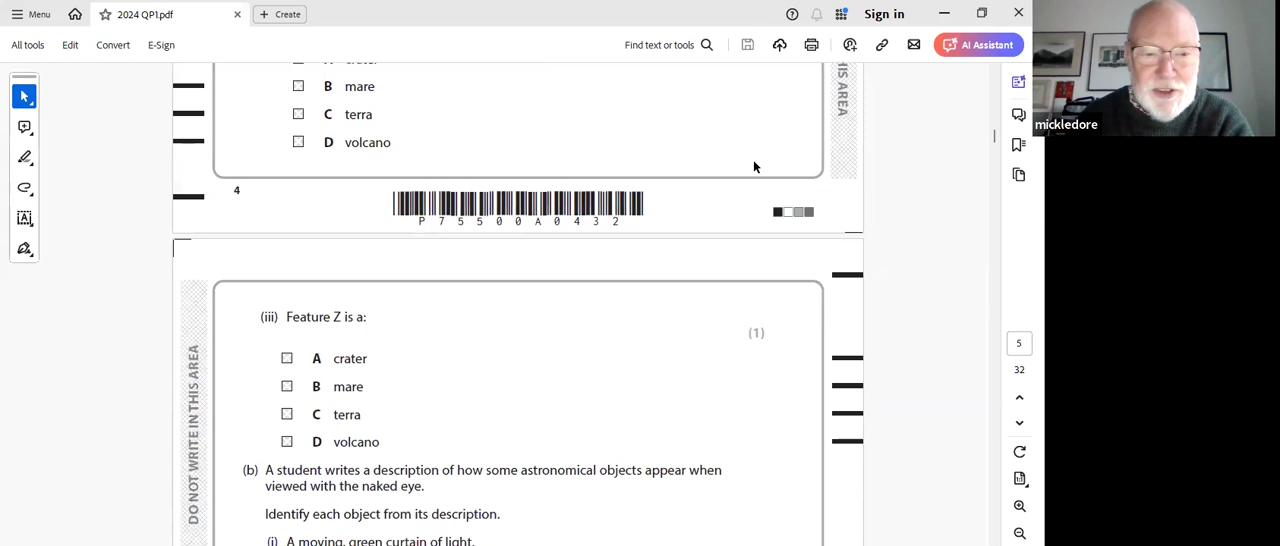 Menu
2024 QP1.pdf
Create
Sign in
All tools
Edit
Convert
E-Sign
Find text or tools
AI Assistant
mickledore
B mare
C terra
D volcano
4
P 7 5 5 0 0 A 0 4 3 2
THIS AREA
DO NOT WRITE IN THIS AREA
(iii) Feature Z is a:
(1)
A crater
B mare
C terra
D volcano
(b) A student writes a description of how some astronomical objects appear when
viewed with the naked eye.
Identify each object from its description.
(i) A moving, green curtain of light.
5
32